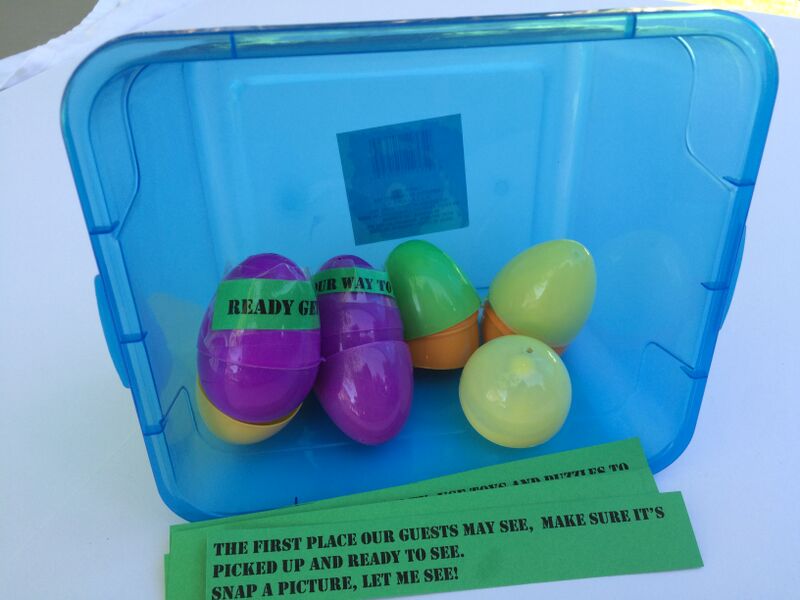 READY GE
OUR WAY TO
USE TOYS AND PUZZLES TO
THE FIRST PLACE OUR GUESTS MAY SEE, MAKE SURE IT'S
PICKED UP AND READY TO SEE.
SNAP A PICTURE, LET ME SEE!